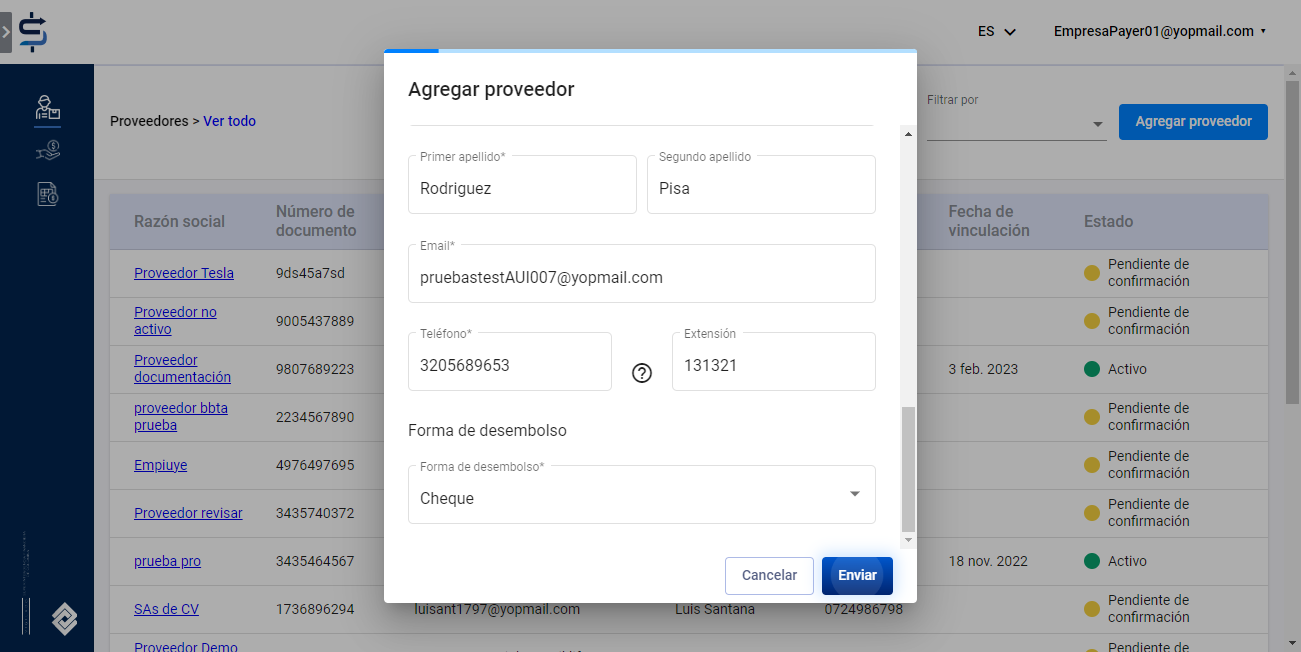 ES
EmpresaPayer01@yopmail.com
Agregar proveedor
Proveedores > Ver todo
Filtrar por
Agregar proveedor
Primer apellido*
Rodriguez
Segundo apellido
Pisa
Email*
pruebastestAUI007@yopmail.com
Teléfono*
3205689653
Extensión
131321
Forma de desembolso
Forma de desembolso*
Cheque
Cancelar
Enviar
Razón social
Número de
documento
Fecha de
vinculación
Estado
Proveedor Tesla
9ds45a7sd
Pendiente de
confirmación
Proveedor no
activo
9005437889
Pendiente de
confirmación
Proveedor
documentación
9807689223
3 feb. 2023
Activo
proveedor bbta
prueba
2234567890
Pendiente de
confirmación
Empiuye
4976497695
Pendiente de
confirmación
Proveedor revisar
3435740372
Pendiente de
confirmación
prueba pro
3435464567
18 nov. 2022
Activo
SAs de CV
1736896294
luisant1797@yopmail.com
Luis Santana
0724986798
Pendiente de
confirmación
Proveedor Demo
Pendiente de